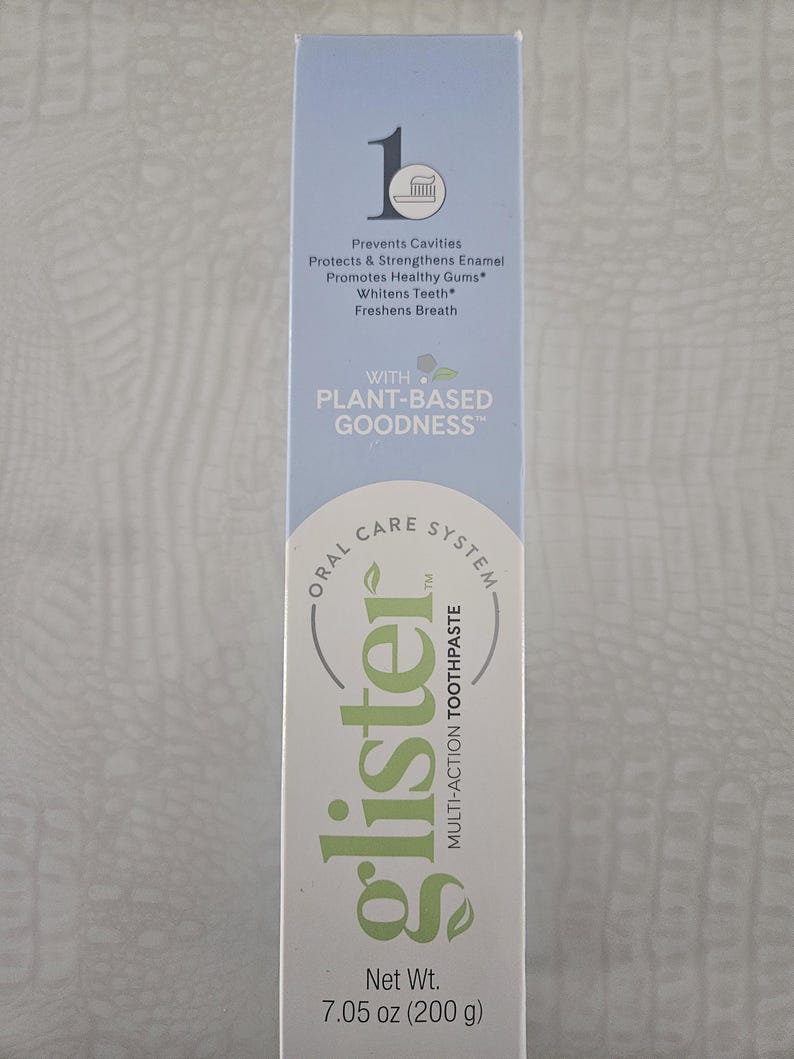 1
Prevents Cavities
Protects & Strengthens Enamel
Promotes Healthy Gums*
Whitens Teeth*
Freshens Breath
WITH
PLANT-BASED
GOODNESS™
ORAL CARE SYSTEM
glister™
MULTI-ACTION TOOTHPASTE
Net Wt.
7.05 oz (200 g)